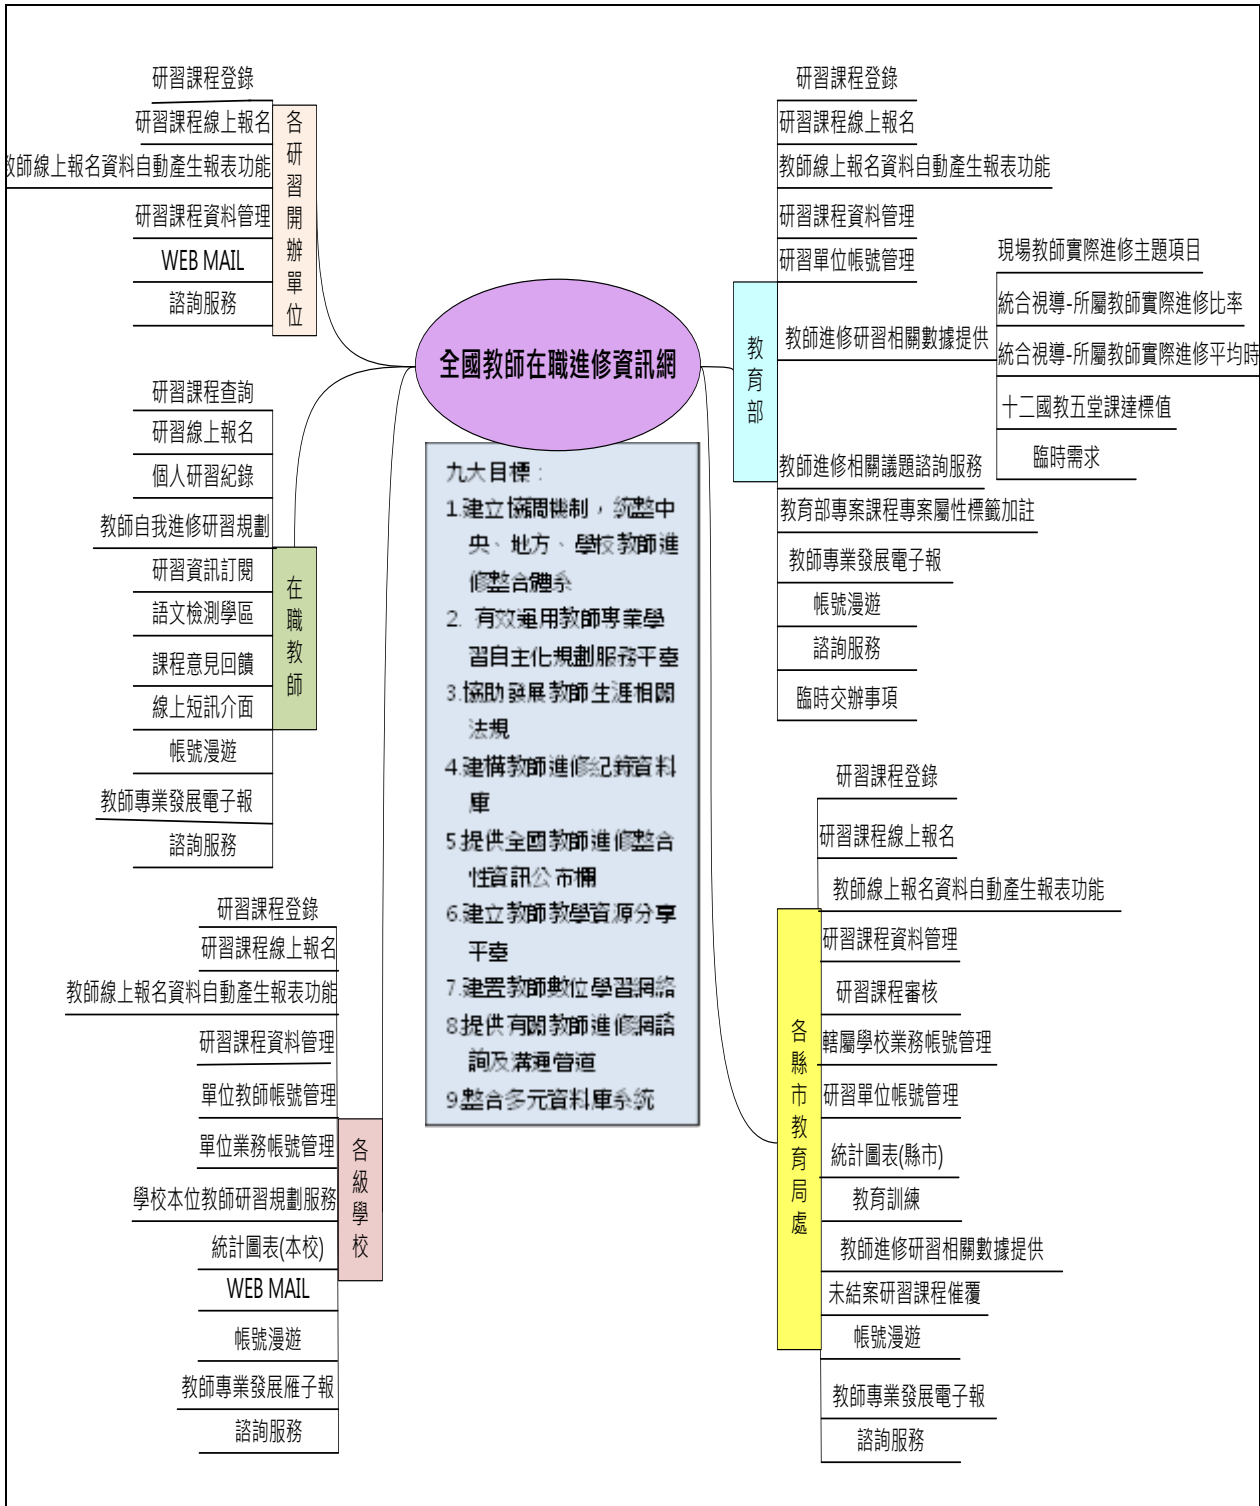 全國教師在職進修資訊網
九大目標：
1.建立協調機制，統整中
央、地方、學校教師進
修整合體系
2. 有效運用教師專業學
習自主化規劃服務平臺
3.協助發展教師生涯相關
法規
4.建構教師進修紀錄資料
庫
5.提供全國教師進修整合
性資訊公布欄
6.建立教師教學資源分享
平臺
7.建置教師數位學習網絡
8.提供有關教師進修網諮
詢及溝通管道
9.整合多元資料庫系統
各研習開辦單位
研習課程登錄
研習課程線上報名
教師線上報名資料自動產生報表功能
研習課程資料管理
WEB MAIL
諮詢服務
在職教師
研習課程查詢
研習線上報名
個人研習紀錄
教師自我進修研習規劃
研習資訊訂閱
語文檢測學區
課程意見回饋
線上短訊介面
帳號漫遊
教師專業發展電子報
諮詢服務
各級學校
研習課程登錄
研習課程線上報名
教師線上報名資料自動產生報表功能
研習課程資料管理
單位教師帳號管理
單位業務帳號管理
學校本位教師研習規劃服務
統計圖表(本校)
WEB MAIL
帳號漫遊
教師專業發展雁子報
諮詢服務
教育部
研習課程登錄
研習課程線上報名
教師線上報名資料自動產生報表功能
研習課程資料管理
研習單位帳號管理
教師進修研習相關數據提供
現場教師實際進修主題項目
統合視導-所屬教師實際進修比率
統合視導-所屬教師實際進修平均時
十二國教五堂課達標值
臨時需求
教師進修相關議題諮詢服務
教育部專案課程專案屬性標籤加註
教師專業發展電子報
帳號漫遊
諮詢服務
臨時交辦事項
各縣市教育局處
研習課程登錄
研習課程線上報名
教師線上報名資料自動產生報表功能
研習課程資料管理
研習課程審核
轄屬學校業務帳號管理
研習單位帳號管理
統計圖表(縣市)
教育訓練
教師進修研習相關數據提供
未結案研習課程催覆
帳號漫遊
教師專業發展電子報
諮詢服務